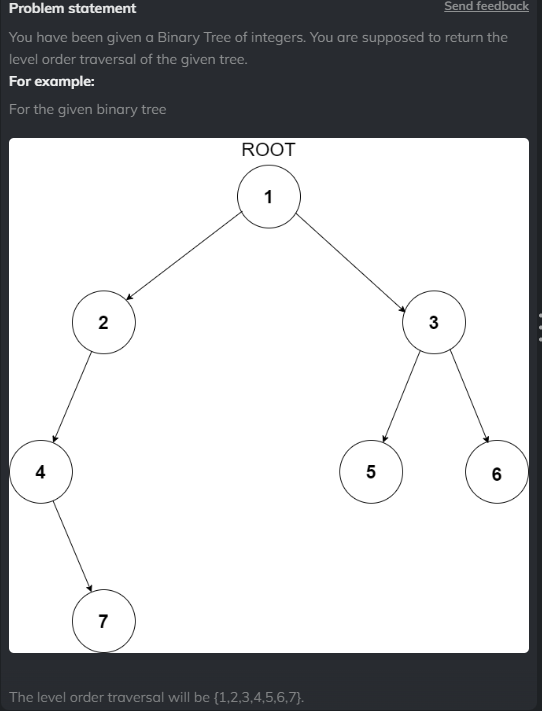 Problem statement
Send feedback
You have been given a Binary Tree of integers. You are supposed to return the
level order traversal of the given tree.
For example:
For the given binary tree
ROOT
1
2
3
4
5
6
7
The level order traversal will be {1,2,3,4,5,6,7}.